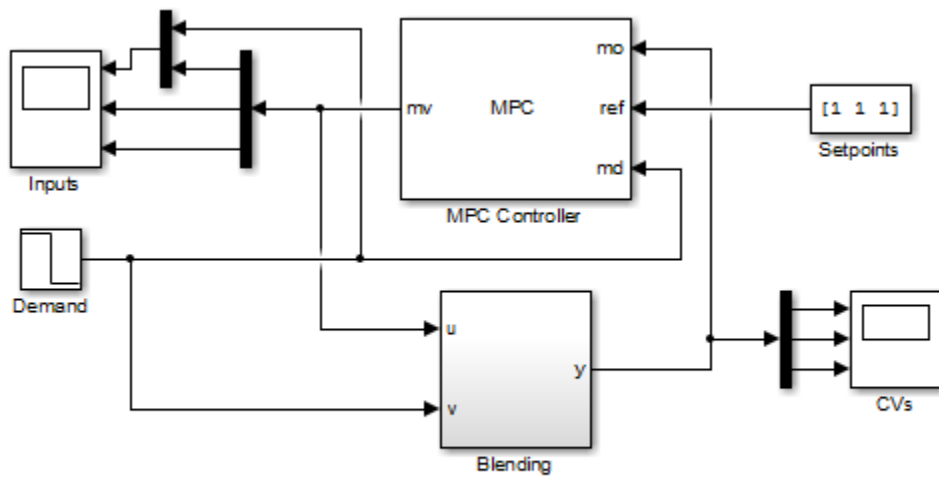 mo
mv
MPC
ref
[1 1 1]
md
Setpoints
Inputs
MPC Controller
Demand
u
y
v
CVs
Blending